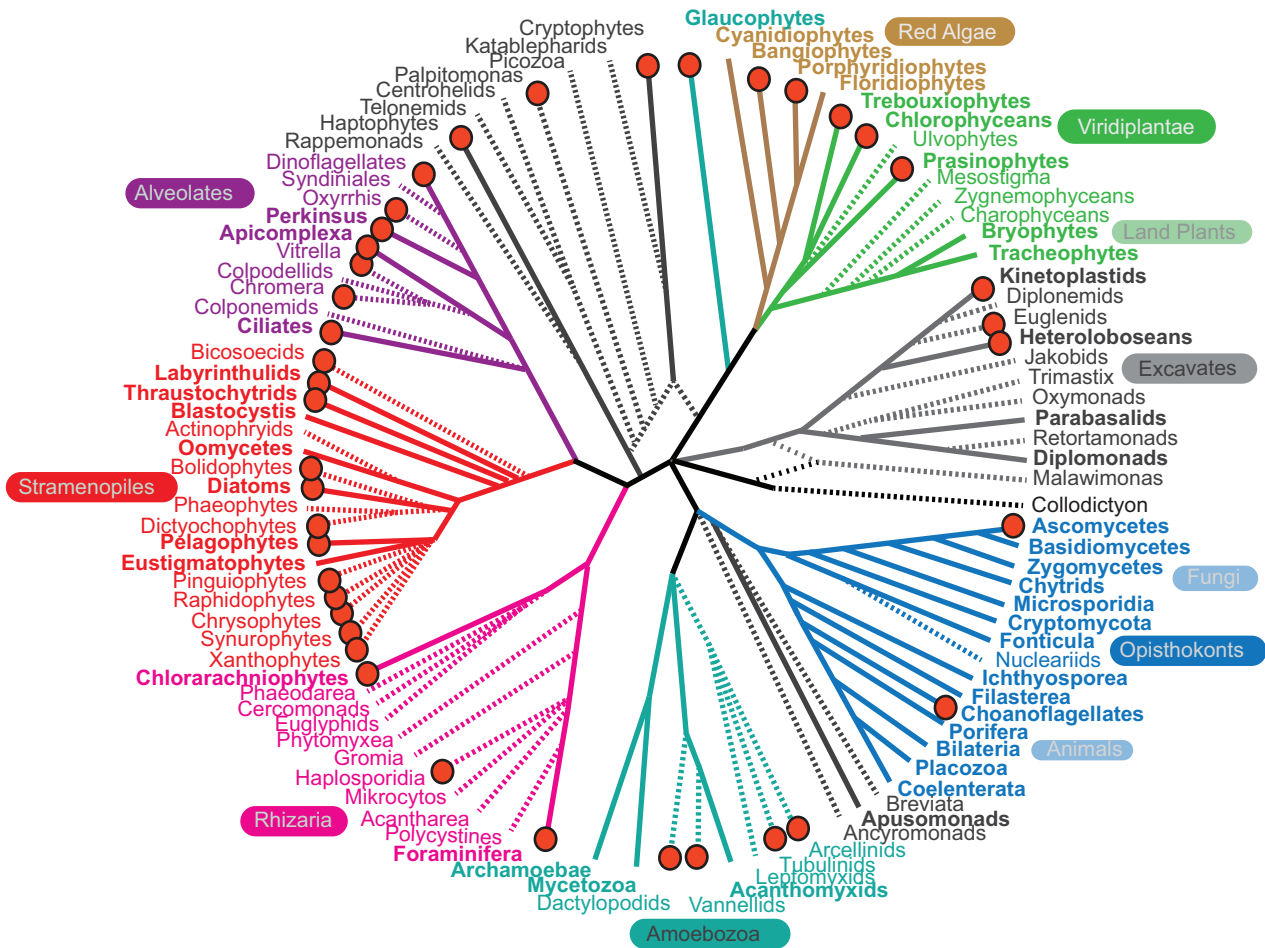 Cryptophytes
Katablepharids
Picozoa
Palpitomonas
Centrohelids
Telonemids
Haptophytes
Rappemonads
Dinoflagellates
Syndiniales
Alveolates
Oxyrrhis
Perkinsus
Apicomplexa
Vitrella
Colpodellids
Chromera
Colponemids
Ciliates
Bicosoecids
Labyrinthulids
Thraustochytrids
Blastocystis
Actinophryids
Oomycetes
Bolidophytes
Stramenopiles
Diatoms
Phaeophytes
Dictyochophytes
Pelagophytes
Eustigmatophytes
Pinguiophytes
Raphidophytes
Chrysophytes
Synurophytes
Xanthophytes
Chlorarachniophytes
Phaeodarea
Cercomonads
Euglyphids
Phytomyxea
Gromia
Haplosporidia
Mikrocytos
Rhizaria
Acantharea
Polycystines
Foraminifera
Archamoebae
Mycetozoa
Dactylopodids
Amoebozoa
Vannellids
Acanthomyxids
Leptomyxids
Tubulinids
Arcellinids
Ancyromonads
Apusomonads
Breviata
Coelenterata
Placozoa
Bilateria
Animals
Porifera
Choanoflagellates
Filasterea
Ichthyosporea
Nucleariids
Opisthokonts
Fonticula
Cryptomycota
Microsporidia
Chytrids
Fungi
Zygomycetes
Basidiomycetes
Ascomycetes
Collodictyon
Malawimonas
Diplomonads
Retortamonads
Parabasalids
Oxymonads
Trimastix
Excavates
Jakobids
Heteroloboseans
Euglenids
Diplonemids
Kinetoplastids
Tracheophytes
Bryophytes
Land Plants
Charophyceans
Zygnemophyceans
Mesostigma
Prasinophytes
Ulvophytes
Chlorophyceans
Viridiplantae
Trebouxiophytes
Floridiophytes
Porphyridiophytes
Bangiophytes
Cyanidiophytes
Red Algae
Glaucophytes